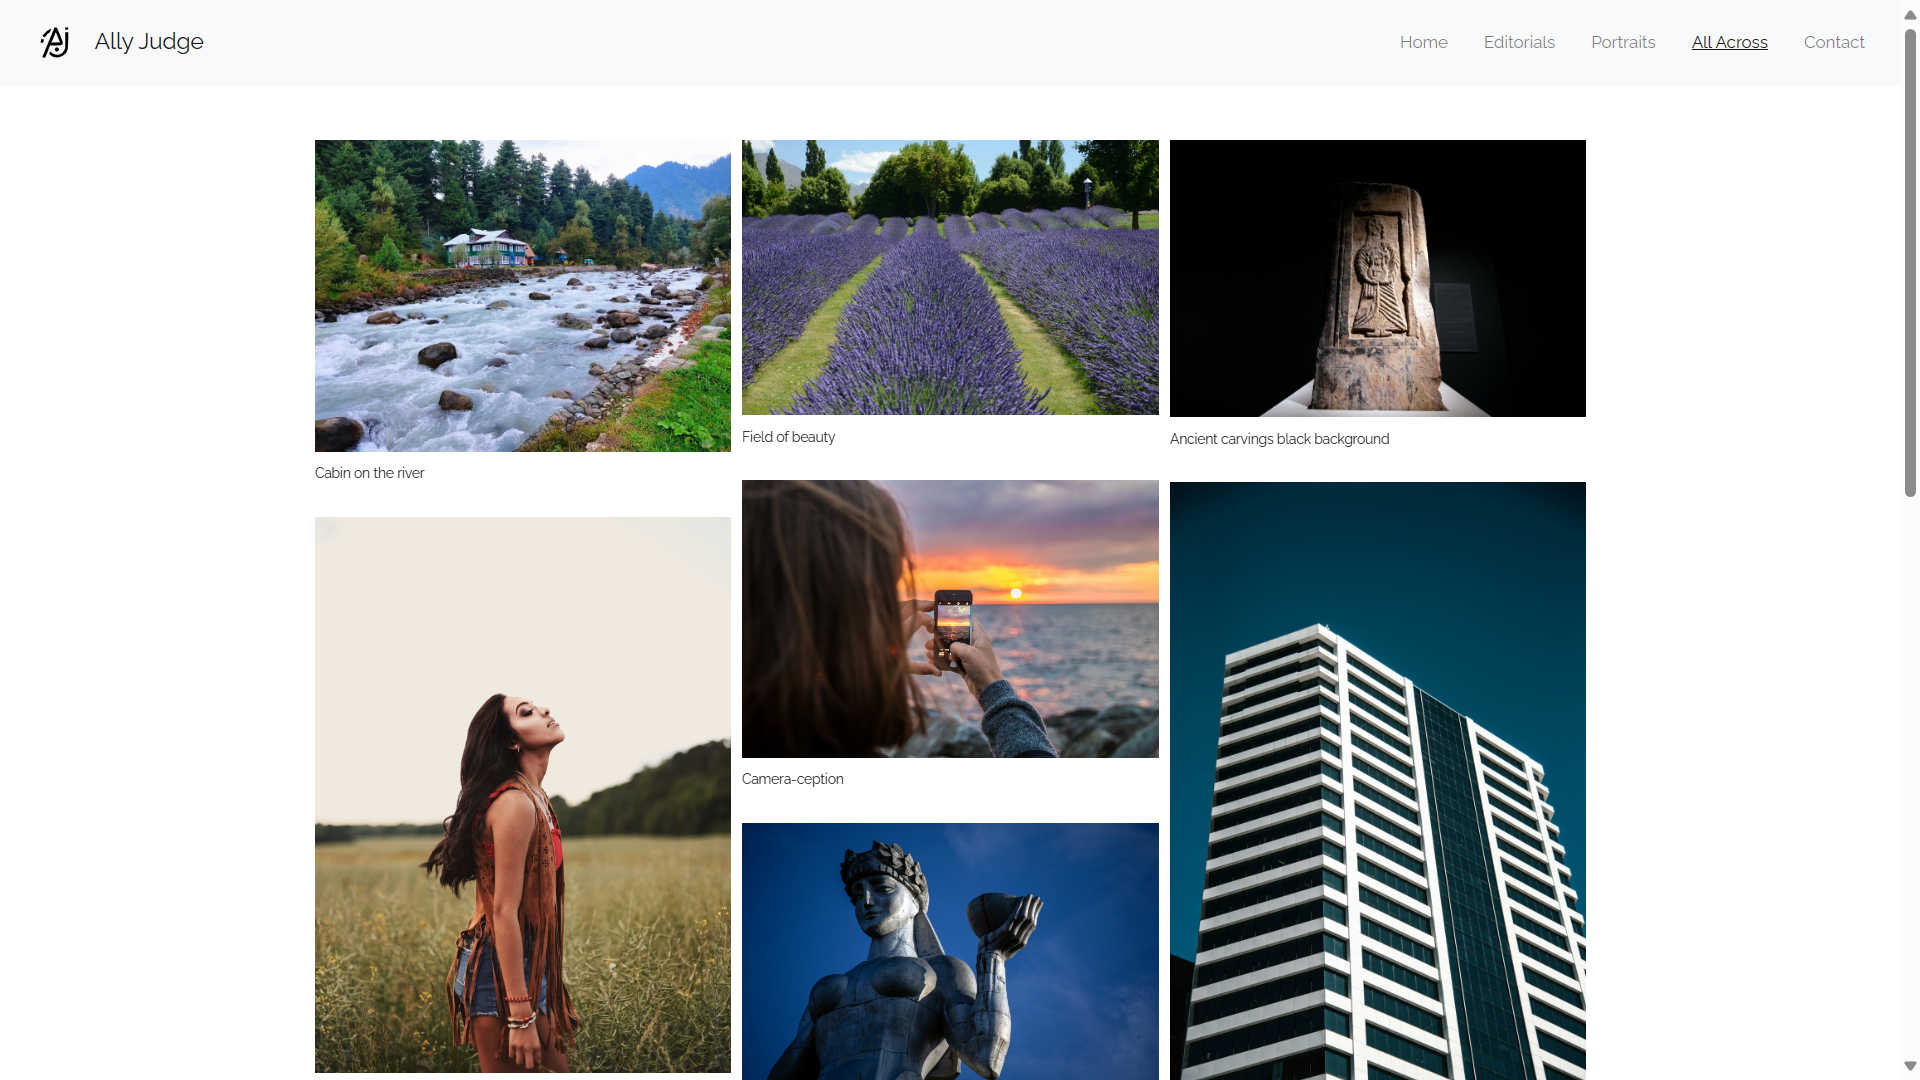 Ally Judge
Home
Editorials
Portraits
All Across
Contact
Cabin on the river
Field of beauty
Ancient carvings black background
Camera-ception